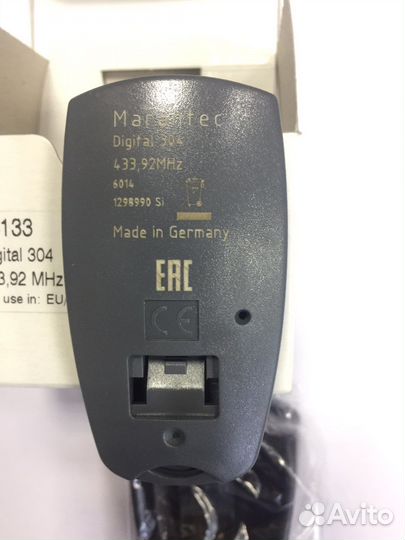 Marantec
Digital 304
433,92MHz
6014
1298990 Si
Made in Germany
EAC
CE
133
gital 304
3,92 MHz
use in: EU/
Avito